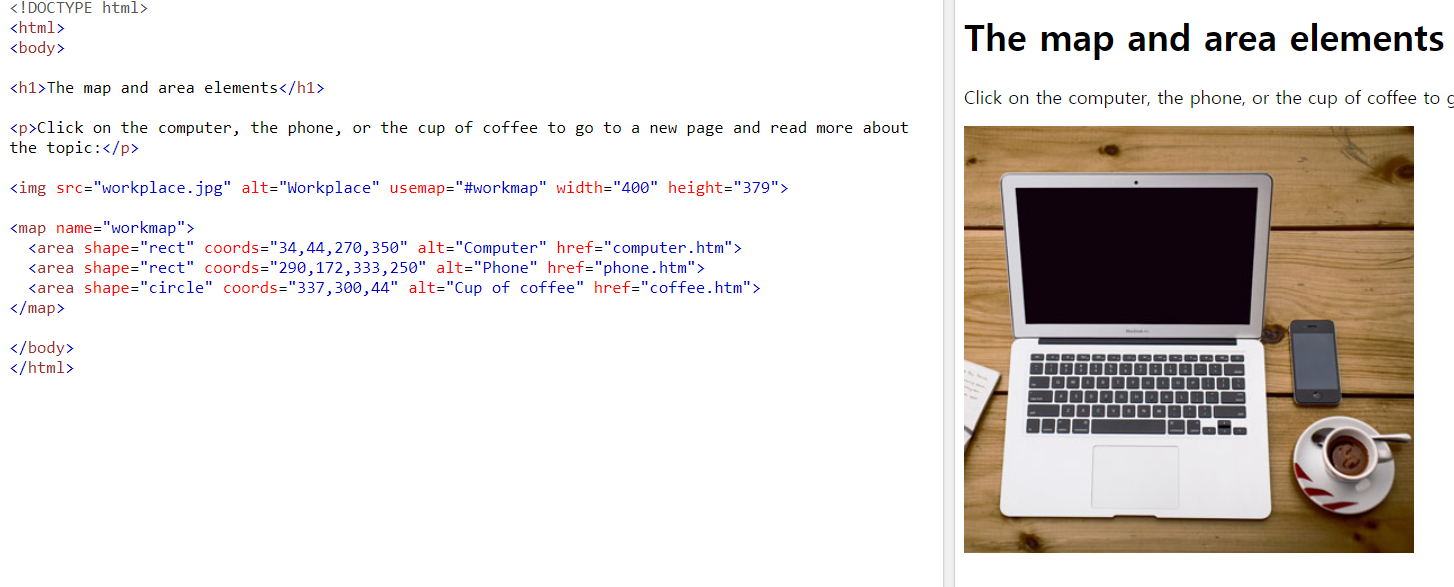 <!DOCTYPE html>
<html>
<body>
<h1>The map and area elements</h1>
<p>Click on the computer, the phone, or the cup of coffee to go to a new page and read more about
the topic:</p>
<img src="workplace.jpg" alt="Workplace" usemap="#workmap" width="400" height="379">
<map name="workmap">
<area shape="rect" coords="34,44,270,350" alt="Computer" href="computer.htm">
<area shape="rect" coords="290,172,333,250" alt="Phone" href="phone.htm">
<area shape="circle" coords="337,300,44" alt="Cup of coffee" href="coffee.htm">
</map>
</body>
</html>
The map and area elements
Click on the computer, the phone, or the cup of coffee to